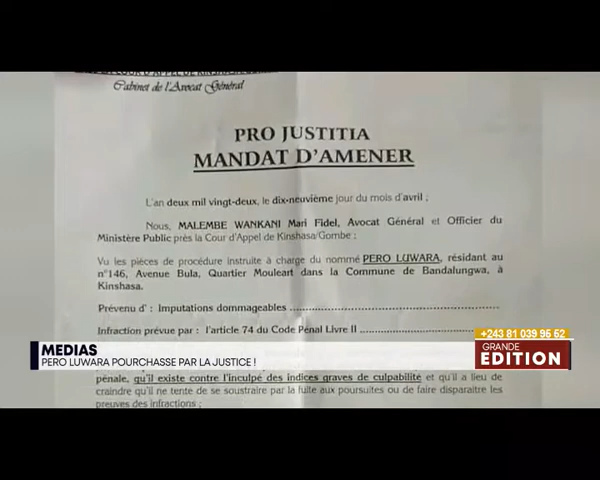 Cabinet de l'Avocat Général
PRO JUSTITIA
MANDAT D'AMENER
L'an deux mil vingt-deux, le dix-neuvième jour du mois d'avril ;
Nous, MALEMBE WANKANI Mari Fidel, Avocat Général et Officier du
Ministère Public près la Cour d'Appel de Kinshasa/Gombe ;
Vu les pièces de procédure instruite à charge du nommé PERO LUWARA, résidant au
n°146, Avenue Bula, Quartier Mouleart dans la Commune de Bandalungwa, à
Kinshasa.
Prévenu d' : Imputations dommageables
Infraction prévue par : l'article 74 du Code Pénal Livre II
+243 81 039 95 52
MEDIAS
PERO LUWARA POURCHASSE PAR LA JUSTICE !
GRANDE
EDITION
pénale, qu'il existe contre l'inculpé des indices graves de culpabilité et qu'il a lieu de
craindre qu'il ne tente de se soustraire par la fuite aux poursuites ou de faire disparaitre les
preuves des infractions ;